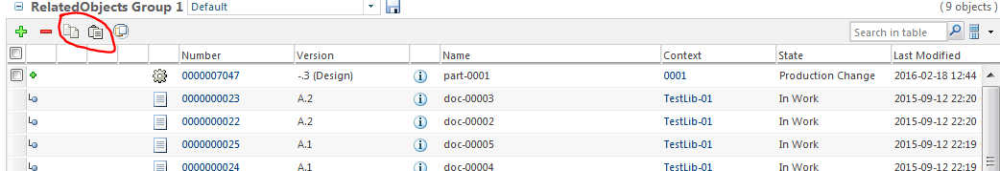 RelatedObjects Group 1 Default ( 9 objects )
Search in table
Number Version Name Context State Last Modified
0000007047 -.3 (Design) part-0001 0001 Production Change 2016-02-18 12:44
0000000023 A.2 doc-00003 TestLib-01 In Work 2015-09-12 22:20
0000000022 A.2 doc-00002 TestLib-01 In Work 2015-09-12 22:20
0000000025 A.1 doc-00005 TestLib-01 In Work 2015-09-12 22:19
0000000024 A.1 doc-00004 TestLib-01 In Work 2015-09-12 22:19